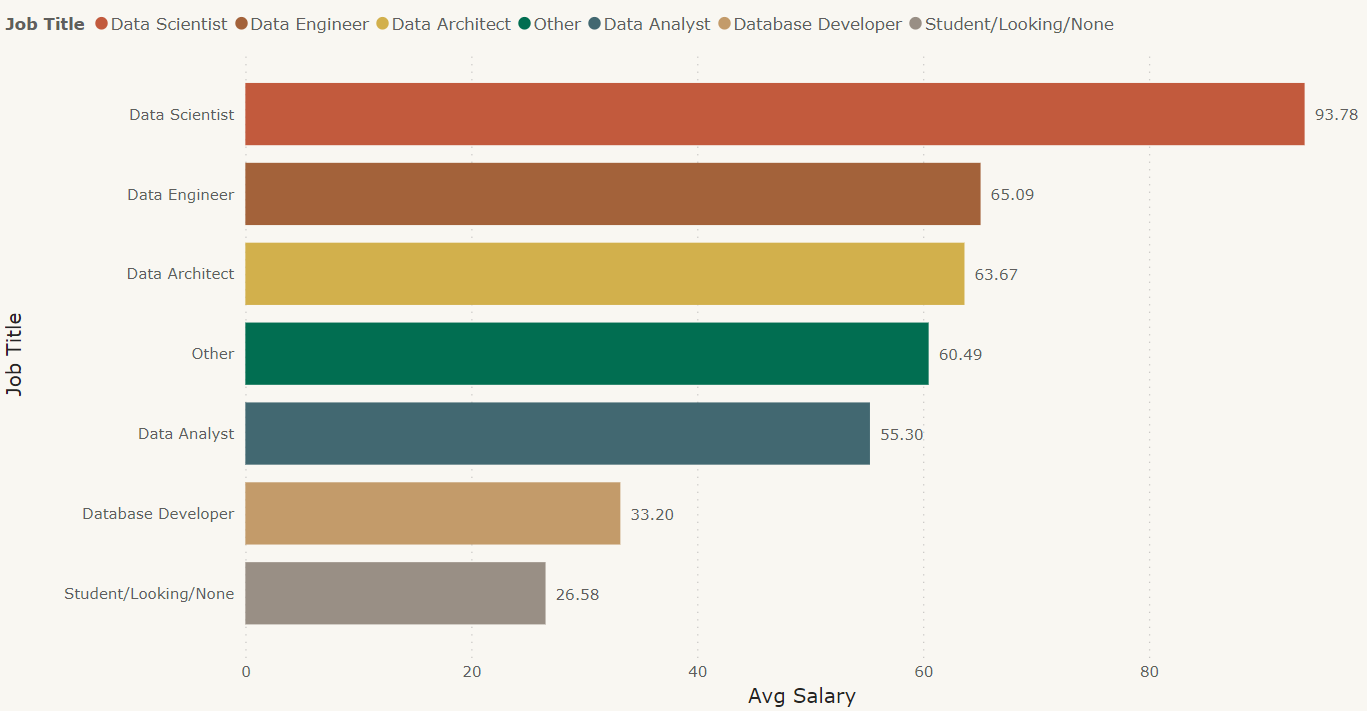 Job Title Data Scientist Data Engineer Data Architect Other Data Analyst Database Developer Student/Looking/None
Data Scientist 93.78
Data Engineer 65.09
Data Architect 63.67
Other 60.49
Data Analyst 55.30
Database Developer 33.20
Student/Looking/None 26.58
Job Title
0 20 40 60 80
Avg Salary